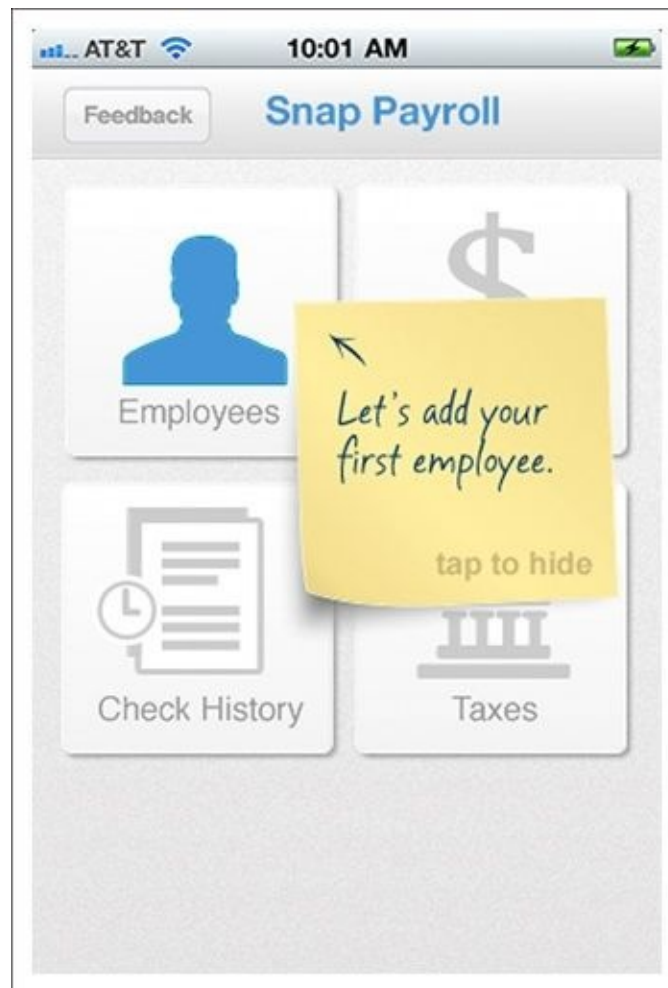 AT&T 10:01 AM
Feedback Snap Payroll
Employees
Let's add your
first employee.
tap to hide
Check History
Taxes